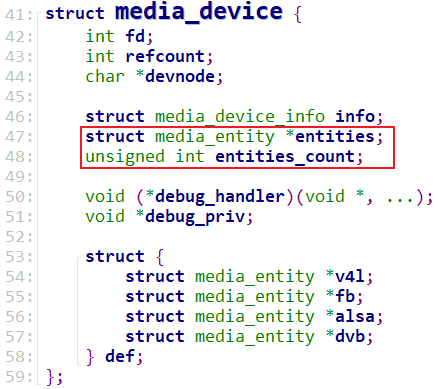 41: struct media_device {
42:     int fd;
43:     int refcount;
44:     char *devnode;
45:
46:     struct media_device_info info;
47:     struct media_entity *entities;
48:     unsigned int entities_count;
49:
50:     void (*debug_handler)(void *, ...);
51:     void *debug_priv;
52:
53:     struct {
54:         struct media_entity *v4l;
55:         struct media_entity *fb;
56:         struct media_entity *alsa;
57:         struct media_entity *dvb;
58:     } def;
59: };